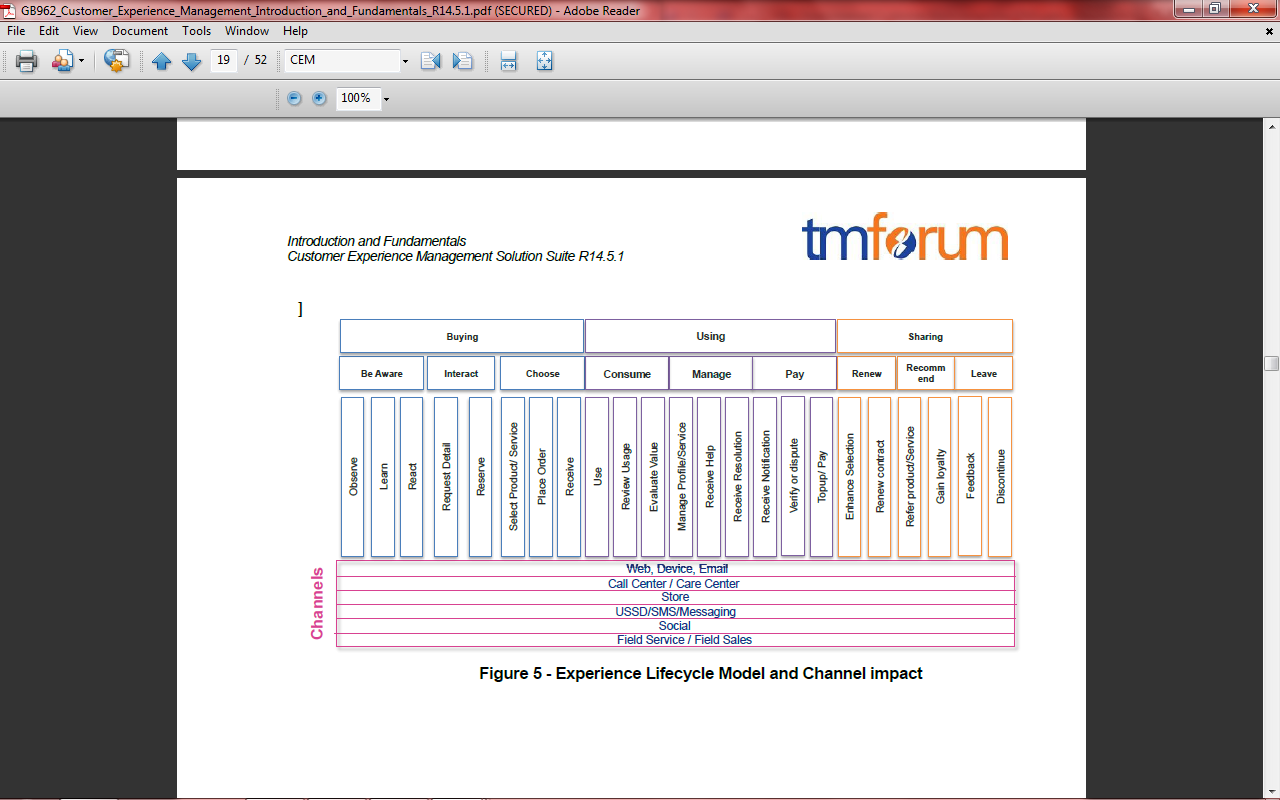 GB962_Customer_Experience_Management_Introduction_and_Fundamentals_R14.5.1.pdf (SECURED) - Adobe Reader
File Edit View Document Tools Window Help
19 / 52 CEM
100%
tmforum
Introduction and Fundamentals
Customer Experience Management Solution Suite R14.5.1
]
Buying Using Sharing
Be Aware Interact Choose Consume Manage Pay Renew Recomm end Leave
Observe
Learn
React
Request Detail
Reserve
Select Product/ Service
Place Order
Receive
Use
Review Usage
Evaluate Value
Manage Profile/Service
Receive Help
Receive Resolution
Receive Notification
Verify or dispute
Topup/ Pay
Enhance Selection
Renew contract
Refer product/Service
Gain loyalty
Feedback
Discontinue
Channels
Web, Device, Email
Call Center / Care Center
Store
USSD/SMS/Messaging
Social
Field Service / Field Sales
Figure 5 - Experience Lifecycle Model and Channel impact